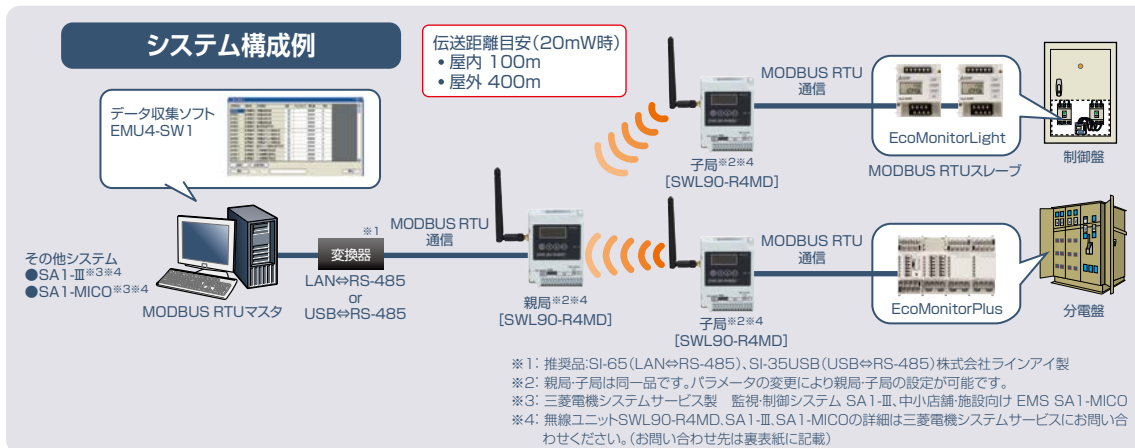 システム構成例
伝送距離目安（20mW時）
• 屋内 100m
• 屋外 400m
データ収集ソフト
EMU4-SW1
その他システム
●SA1-Ⅲ※3※4
●SA1-MICO※3※4
MODBUS RTUマスタ
※1
変換器
LAN⇔RS-485
or
USB⇔RS-485
MODBUS RTU
通信
親局※2※4
[SWL90-R4MD]
子局※2※4
[SWL90-R4MD]
MODBUS RTU
通信
EcoMonitorLight
MODBUS RTUスレーブ
制御盤
子局※2※4
[SWL90-R4MD]
MODBUS RTU
通信
EcoMonitorPlus
分電盤
※1：推奨品：SI-65（LAN⇔RS-485）、SI-35USB（USB⇔RS-485）株式会社ラインアイ製
※2：親局・子局は同一品です。パラメータの変更により親局・子局の設定が可能です。
※3：三菱電機システムサービス製　監視・制御システム SA1-Ⅲ、中小店舗・施設向け EMS SA1-MICO
※4：無線ユニットSWL90-R4MD、SA1-Ⅲ、SA1-MICOの詳細は三菱電機システムサービスにお問い合
わせください。（お問い合わせ先は裏表紙に記載）